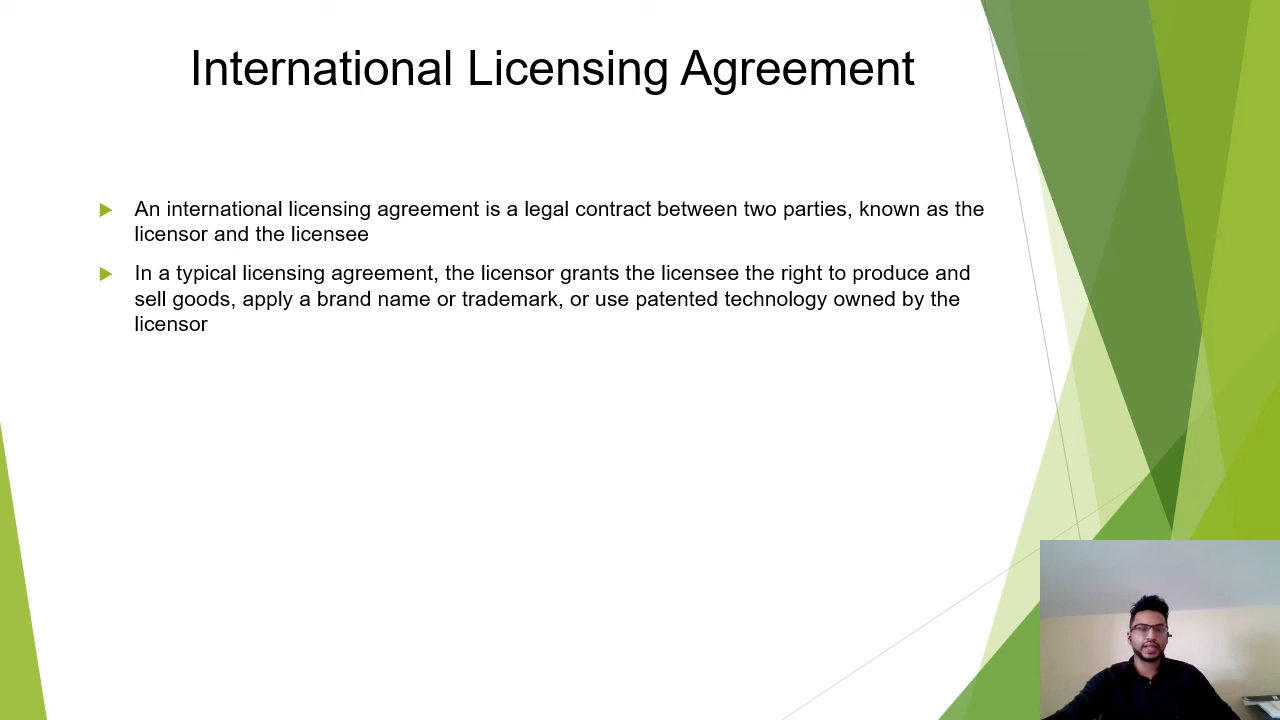 International Licensing Agreement
An international licensing agreement is a legal contract between two parties, known as the
licensor and the licensee
In a typical licensing agreement, the licensor grants the licensee the right to produce and
sell goods, apply a brand name or trademark, or use patented technology owned by the
licensor